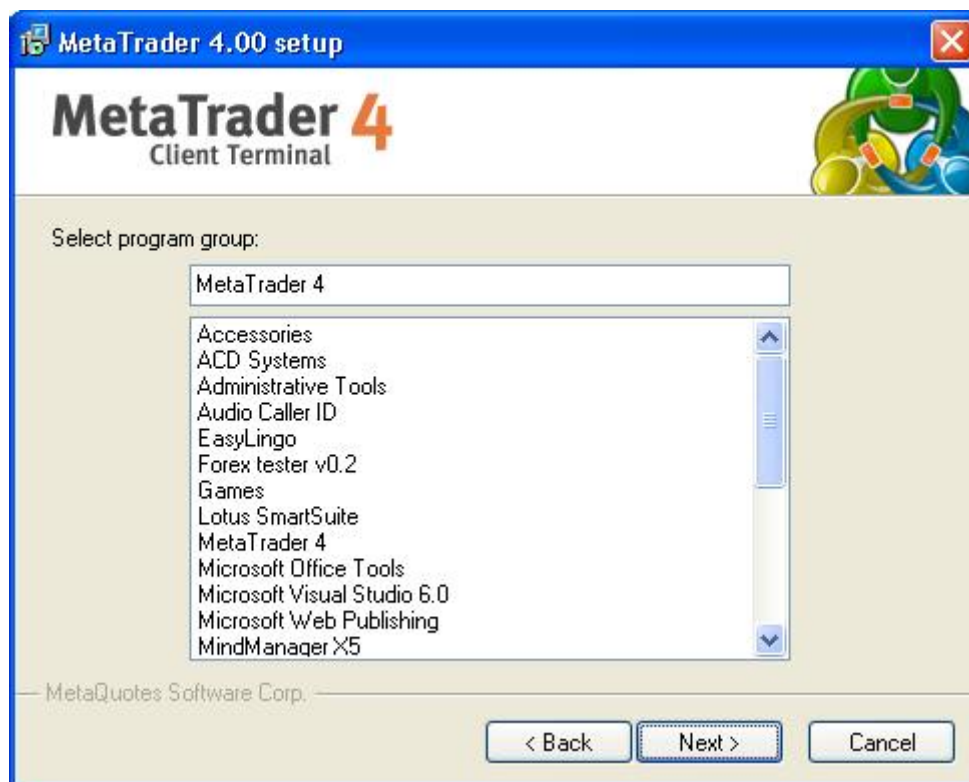 MetaTrader 4.00 setup
MetaTrader 4
Client Terminal
Select program group:
MetaTrader 4
Accessories
ACD Systems
Administrative Tools
Audio Caller ID
EasyLingo
Forex tester v0.2
Games
Lotus SmartSuite
MetaTrader 4
Microsoft Office Tools
Microsoft Visual Studio 6.0
Microsoft Web Publishing
MindManager X5
MetaQuotes Software Corp.
< Back
Next >
Cancel